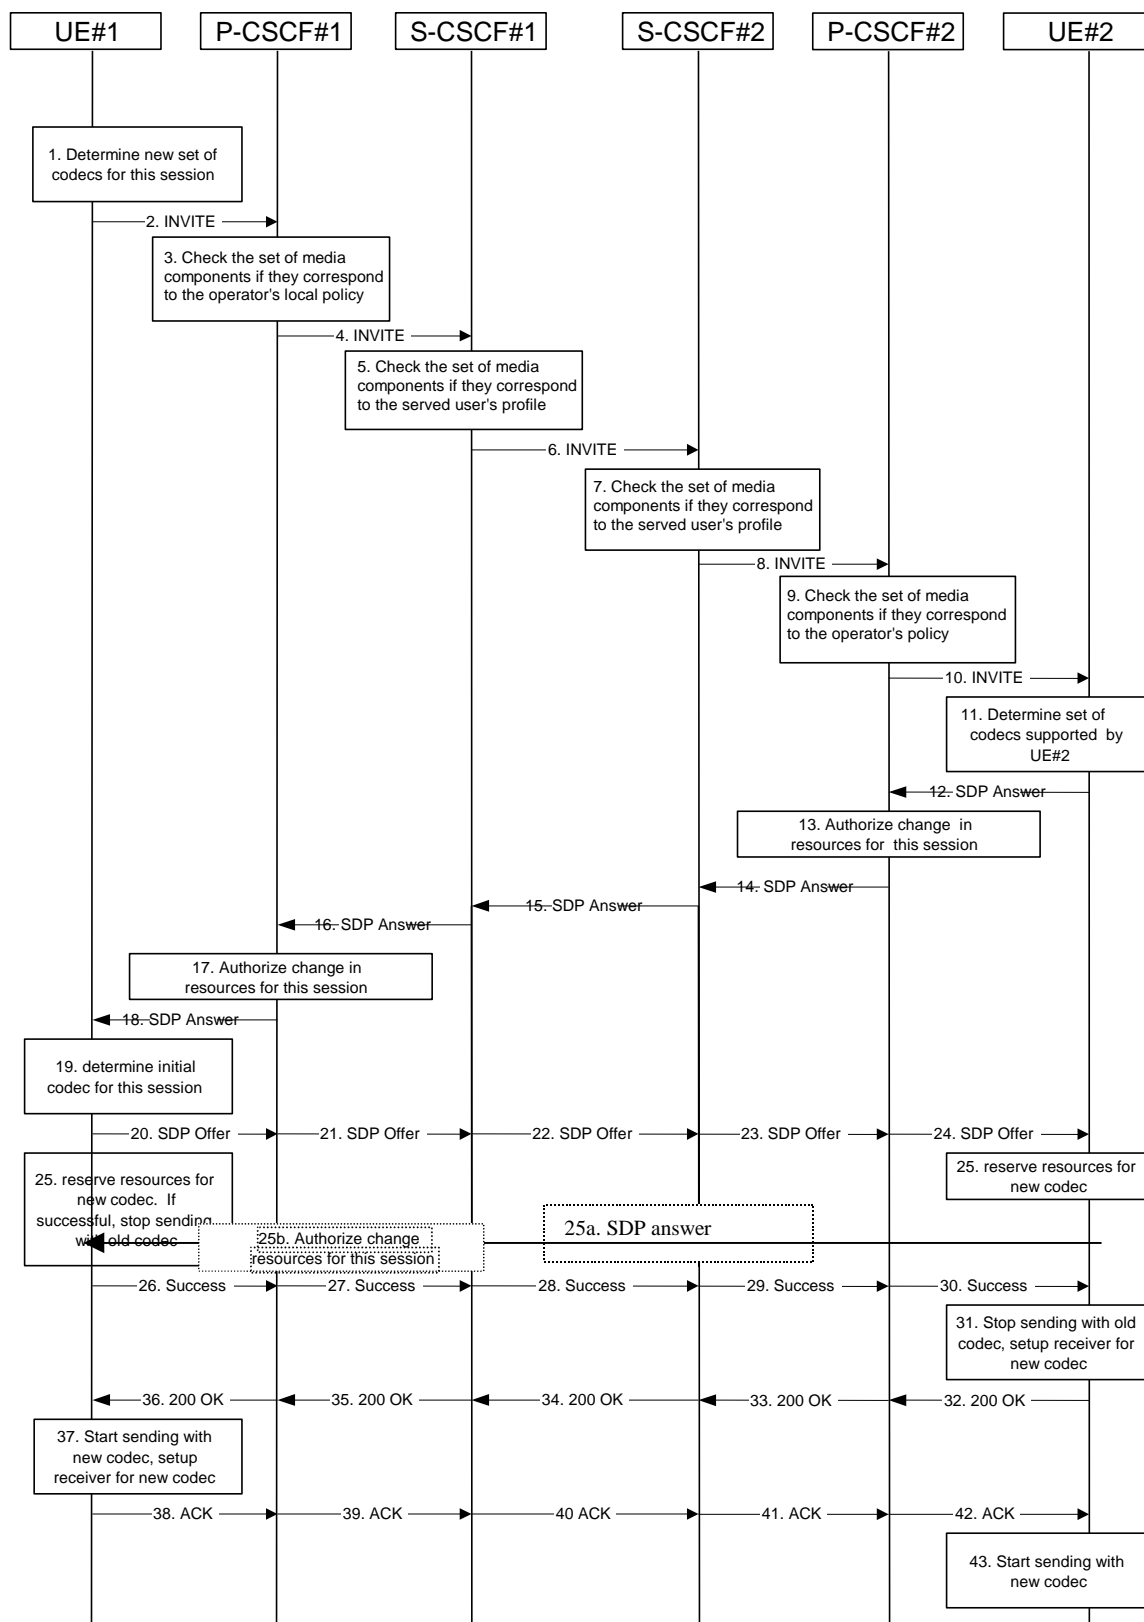 UE#1
P-CSCF#1
S-CSCF#1
S-CSCF#2
P-CSCF#2
UE#2
1. Determine new set of
codecs for this session
2. INVITE
3. Check the set of media
components if they correspond
to the operator's local policy
4. INVITE
5. Check the set of media
components if they correspond
to the served user's profile
6. INVITE
7. Check the set of media
components if they correspond
to the served user's profile
8. INVITE
9. Check the set of media
components if they correspond
to the operator's policy
10. INVITE
11. Determine set of
codecs supported by
UE#2
12. SDP Answer
13. Authorize change in
resources for this session
14. SDP Answer
15. SDP Answer
16. SDP Answer
17. Authorize change in
resources for this session
18. SDP Answer
19. determine initial
codec for this session
20. SDP Offer
21. SDP Offer
22. SDP Offer
23. SDP Offer
24. SDP Offer
25. reserve resources for
new codec. If
successful, stop sending
with old codec
25. reserve resources for
new codec
25a. SDP answer
25b. Authorize change
resources for this session
26. Success
27. Success
28. Success
29. Success
30. Success
31. Stop sending with old
codec, setup receiver for
new codec
36. 200 OK
35. 200 OK
34. 200 OK
33. 200 OK
32. 200 OK
37. Start sending with
new codec, setup
receiver for new codec
38. ACK
39. ACK
40 ACK
41. ACK
42. ACK
43. Start sending with
new codec